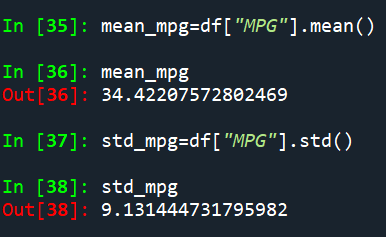 In [35]: mean_mpg=df["MPG"].mean()
In [36]: mean_mpg
Out[36]: 34.42207572802469
In [37]: std_mpg=df["MPG"].std()
In [38]: std_mpg
Out[38]: 9.131444731795982